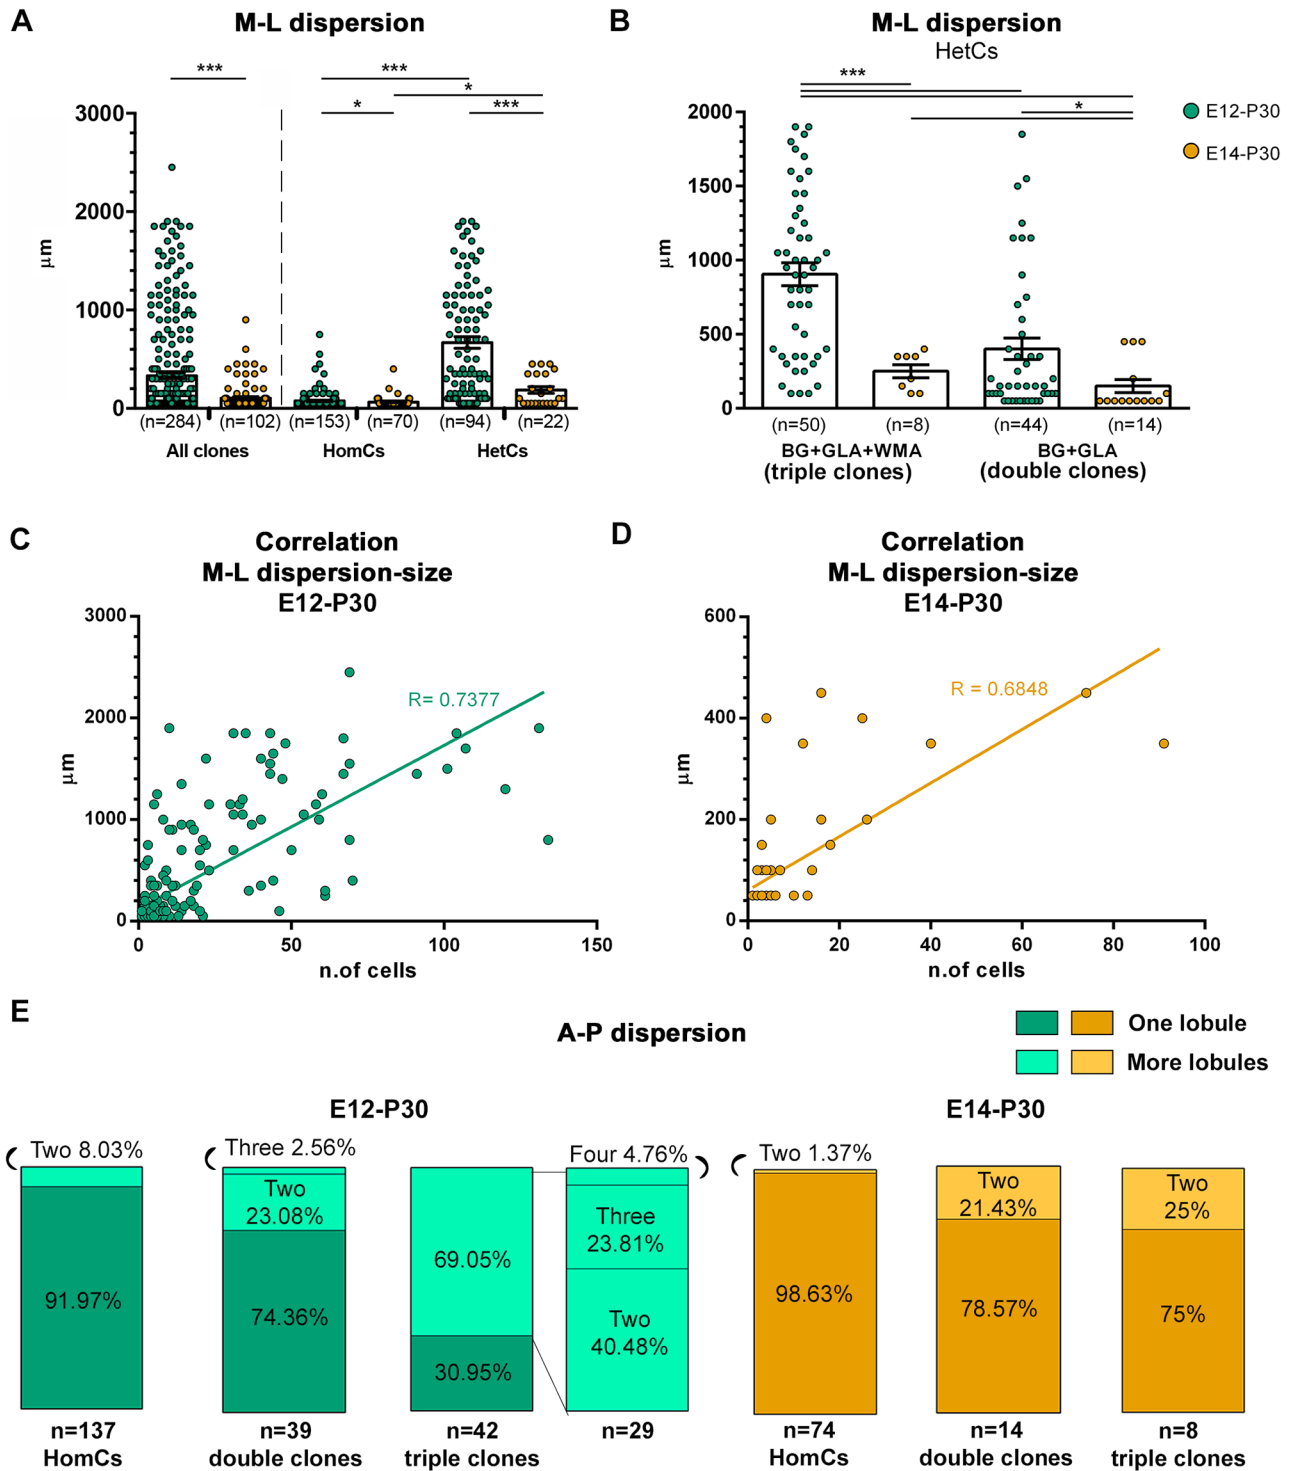 A
M-L dispersion
***
***
*
*
***
3000
2000
1000
0
µm
(n=284) (n=102) (n=153) (n=70) (n=94) (n=22)
All clones HomCs HetCs
B
M-L dispersion
HetCs
***
*
E12-P30
E14-P30
2000
1500
1000
500
0
µm
(n=50) (n=8) (n=44) (n=14)
BG+GLA+WMA BG+GLA
(triple clones) (double clones)
C
Correlation
M-L dispersion-size
E12-P30
3000
2000
1000
0
µm
R= 0.7377
0 50 100 150
n.of cells
D
Correlation
M-L dispersion-size
E14-P30
600
400
200
0
µm
R = 0.6848
0 20 40 60 80 100
n.of cells
E
A-P dispersion
One lobule
More lobules
E12-P30
E14-P30
Two 8.03%
91.97%
n=137
HomCs
Three 2.56%
Two
23.08%
74.36%
n=39
double clones
69.05%
30.95%
n=42
triple clones
Four 4.76%
Three
23.81%
Two
40.48%
n=29
Two 1.37%
98.63%
n=74
HomCs
Two
21.43%
78.57%
n=14
double clones
Two
25%
75%
n=8
triple clones